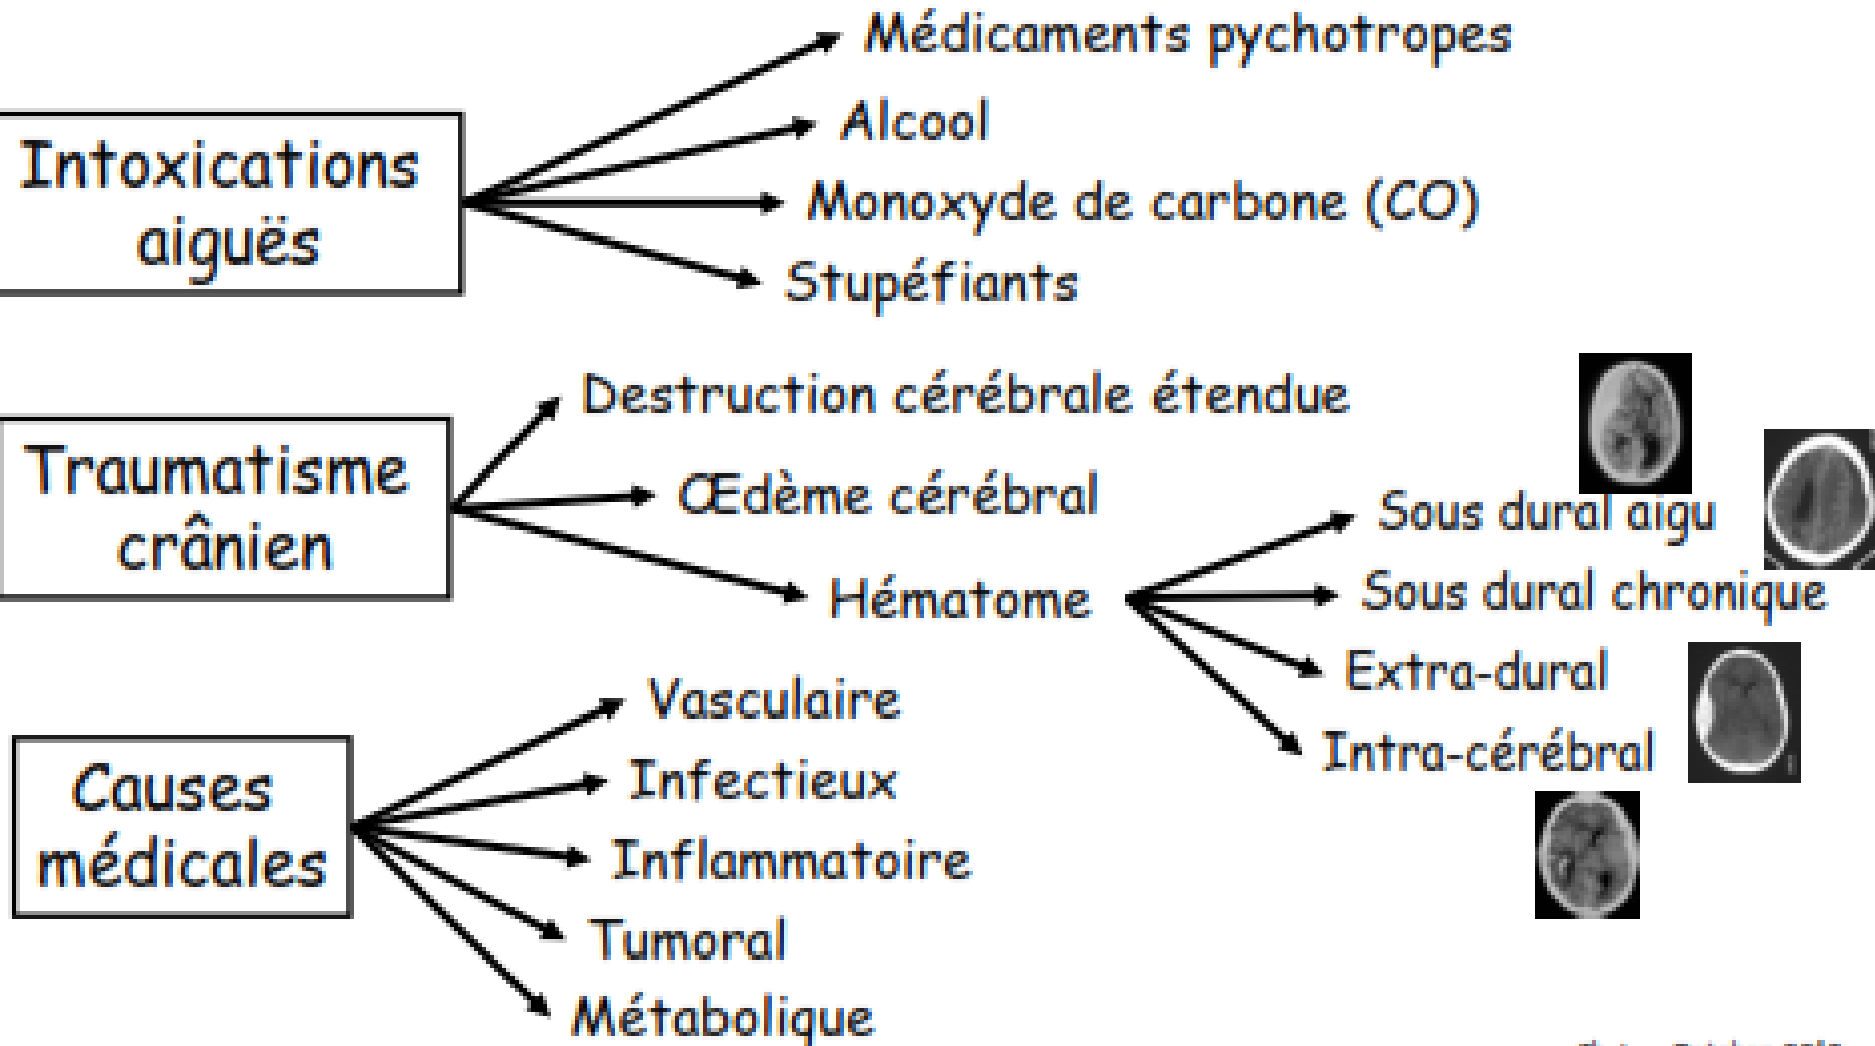 Médicaments pychotropes
Alcool
Intoxications
aiguës
Monoxyde de carbone (CO)
Stupéfiants
Destruction cérébrale étendue
Traumatisme
crânien
Œdème cérébral
Hématome
Sous dural aigu
Sous dural chronique
Extra-dural
Intra-cérébral
Causes
médicales
Vasculaire
Infectieux
Inflammatoire
Tumoral
Métabolique